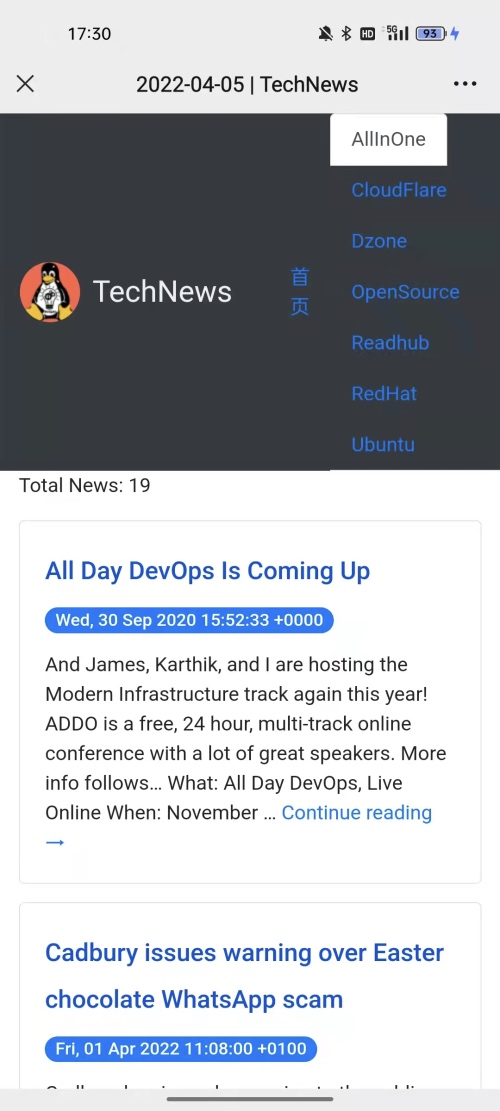 17:30
HD 5G 93
2022-04-05 | TechNews
AllInOne
CloudFlare
Dzone
TechNews
首
页
OpenSource
Readhub
RedHat
Ubuntu
Total News: 19
All Day DevOps Is Coming Up
Wed, 30 Sep 2020 15:52:33 +0000
And James, Karthik, and I are hosting the
Modern Infrastructure track again this year!
ADDO is a free, 24 hour, multi-track online
conference with a lot of great speakers. More
info follows… What: All Day DevOps, Live
Online When: November … Continue reading
→
Cadbury issues warning over Easter
chocolate WhatsApp scam
Fri, 01 Apr 2022 11:08:00 +0100